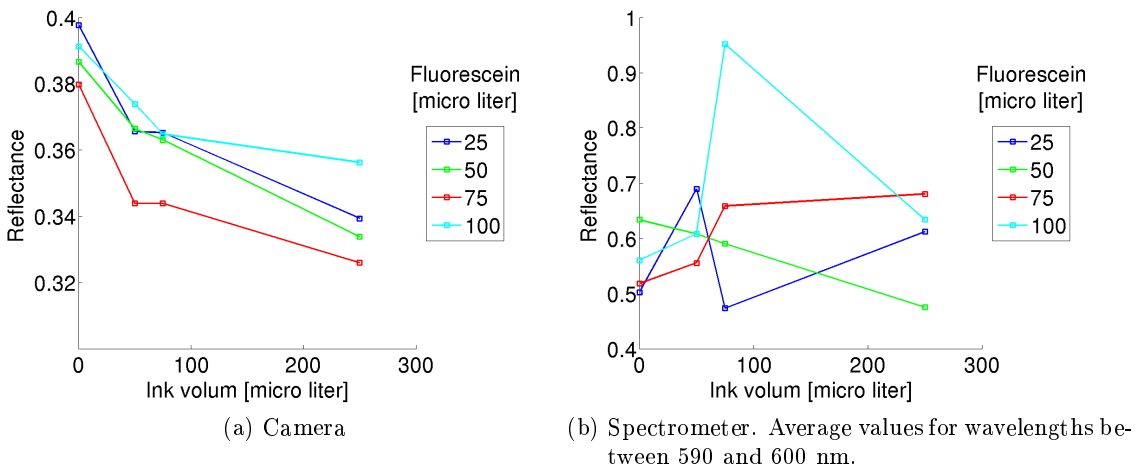 0.4
0.38
0.36
0.34
0.32
Reflectance
0 100 200 300
Ink volum [micro liter]
Fluorescein
[micro liter]
25
50
75
100
(a) Camera
1
0.9
0.8
0.7
0.6
0.5
0.4
Reflectance
0 100 200 300
Ink volum [micro liter]
Fluorescein
[micro liter]
25
50
75
100
(b) Spectrometer. Average values for wavelengths be-
tween 590 and 600 nm.